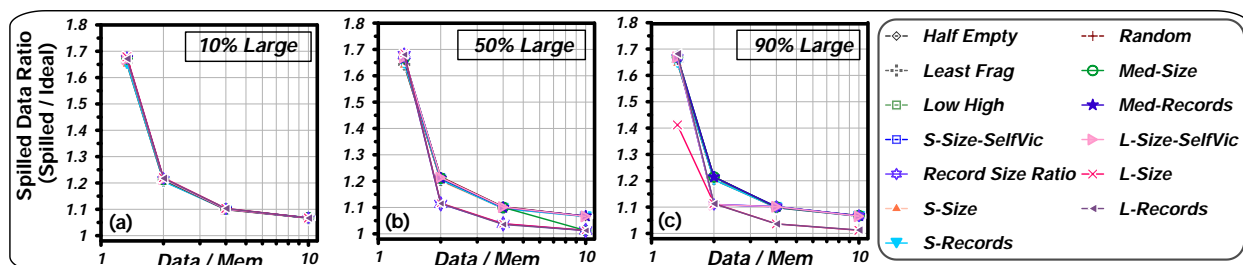 Spilled Data Ratio
(Spilled / Ideal)
1.8
1.7
1.6
1.5
1.4
1.3
1.2
1.1
1
10% Large
(a)
1
10
Data / Mem
1.8
1.7
1.6
1.5
1.4
1.3
1.2
1.1
1
50% Large
(b)
1
10
Data / Mem
1.8
1.7
1.6
1.5
1.4
1.3
1.2
1.1
1
90% Large
(c)
1
10
Data / Mem
Half Empty
Random
Least Frag
Med-Size
Low High
Med-Records
S-Size-SelfVic
L-Size-SelfVic
Record Size Ratio
L-Size
S-Size
L-Records
S-Records